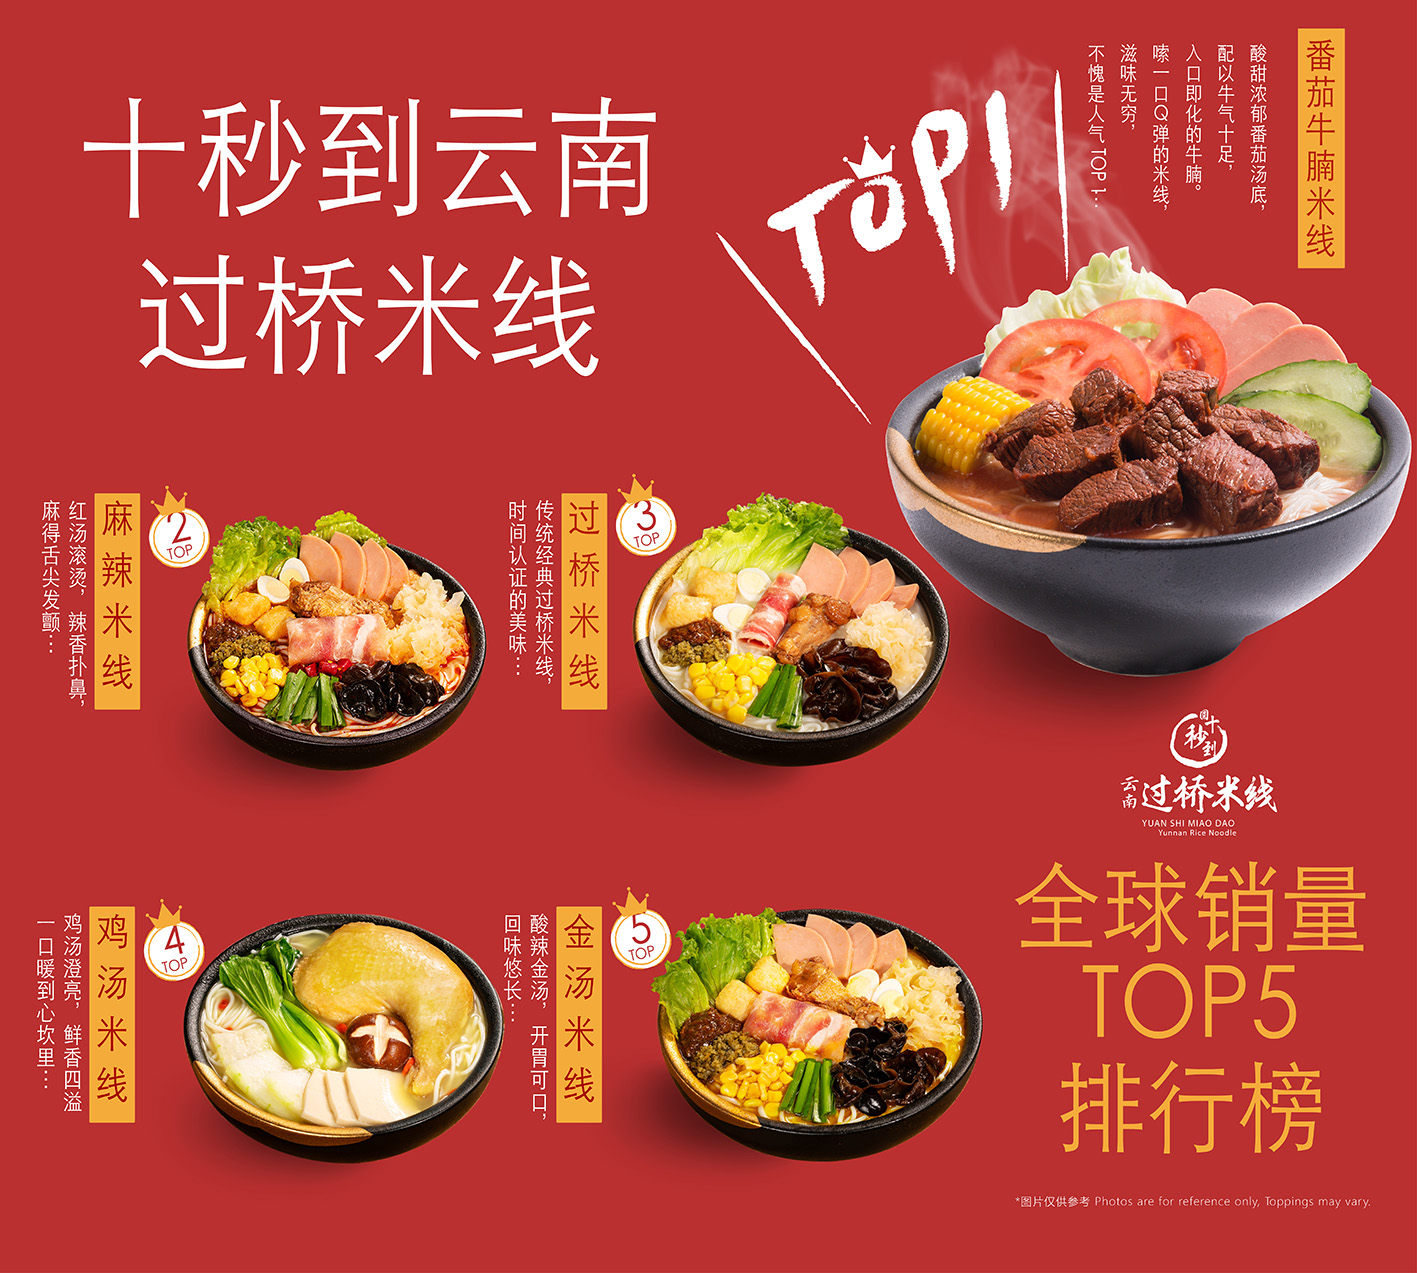 十秒到云南
过桥米线
TOP1
番茄牛腩米线
酸甜浓郁番茄汤底，
配以牛气十足，
入口即化的牛腩。
嗦一口Q弹的米线，
滋味无穷，
不愧是人气 TOP 1…
2
TOP
麻辣米线
红汤滚烫，辣香扑鼻，
麻得舌尖发颤…
3
TOP
过桥米线
传统经典过桥米线，
时间认证的美味…
4
TOP
鸡汤米线
鸡汤澄亮，鲜香四溢
一口暖到心坎里…
5
TOP
金汤米线
酸辣金汤，开胃可口，
回味悠长…
十秒到
云南
过桥米线
YUAN SHI MIAO DAO
Yunnan Rice Noodle
全球销量
TOP5
排行榜
*图片仅供参考 Photos are for reference only, Toppings may vary.